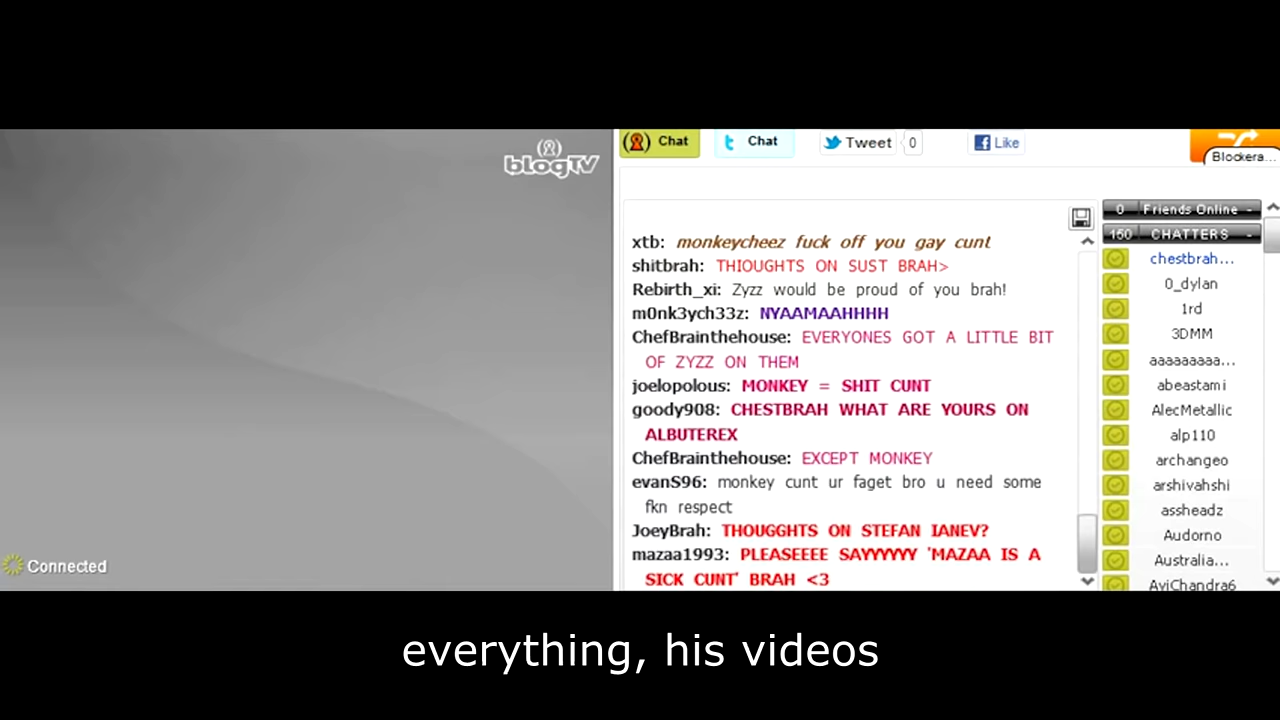 blogTV
Chat
Chat
Tweet
0
Like
Blockera...
0 Friends Online -
150 CHATTERS -
xtb: monkeycheez fuck off you gay cunt
shitbrah: THIOUGHTS ON SUST BRAH>
Rebirth_xi: Zyzz would be proud of you brah!
m0nk3ych33z: NYAAMAAHHHH
ChefBrainthehouse: EVERYONES GOT A LITTLE BIT
OF ZYZZ ON THEM
joelopolous: MONKEY = SHIT CUNT
goody908: CHESTBRAH WHAT ARE YOURS ON
ALBUTEREX
ChefBrainthehouse: EXCEPT MONKEY
evanS96: monkey cunt ur faget bro u need some
fkn respect
JoeyBrah: THOUGGHTS ON STEFAN IANEV?
mazaa1993: PLEASEEEE SAYYYYYY 'MAZAA IS A
SICK CUNT' BRAH <3
chestbrah...
0_dylan
1rd
3DMM
aaaaaaaaa...
abeastami
AlecMetallic
alp110
archangeo
arshivahshi
assheadz
Audorno
Australia...
AviChandra6
Connected
everything, his videos